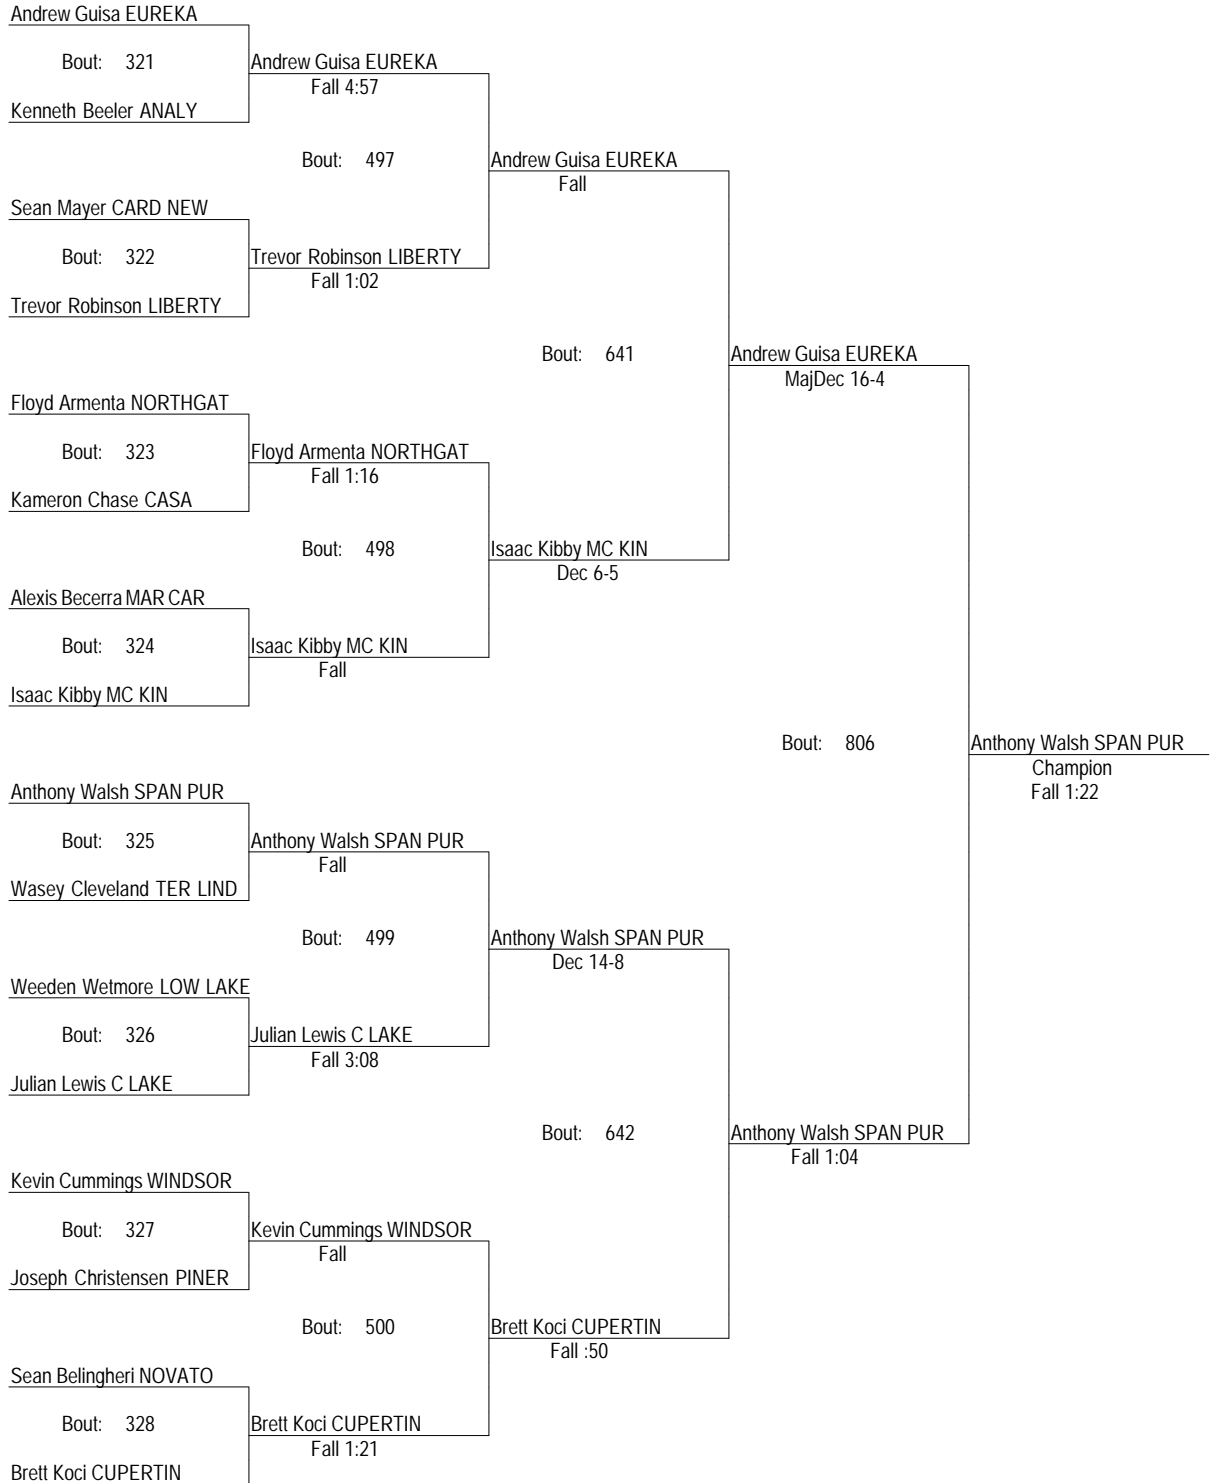 Andrew Guisa EUREKA
Bout: 321
Andrew Guisa EUREKA
Fall 4:57
Kenneth Beeler ANALY
Bout: 497
Andrew Guisa EUREKA
Fall
Sean Mayer CARD NEW
Bout: 322
Trevor Robinson LIBERTY
Fall 1:02
Trevor Robinson LIBERTY
Bout: 641
Andrew Guisa EUREKA
MajDec 16-4
Floyd Armenta NORTHGAT
Bout: 323
Floyd Armenta NORTHGAT
Fall 1:16
Kameron Chase CASA
Bout: 498
Isaac Kibby MC KIN
Dec 6-5
Alexis Becerra MAR CAR
Bout: 324
Isaac Kibby MC KIN
Fall
Isaac Kibby MC KIN
Bout: 806
Anthony Walsh SPAN PUR
Champion
Fall 1:22
Anthony Walsh SPAN PUR
Bout: 325
Anthony Walsh SPAN PUR
Fall
Wasey Cleveland TER LIND
Bout: 499
Anthony Walsh SPAN PUR
Dec 14-8
Weeden Wetmore LOW LAKE
Bout: 326
Julian Lewis C LAKE
Fall 3:08
Julian Lewis C LAKE
Bout: 642
Anthony Walsh SPAN PUR
Fall 1:04
Kevin Cummings WINDSOR
Bout: 327
Kevin Cummings WINDSOR
Fall
Joseph Christensen PINER
Bout: 500
Brett Koci CUPERTIN
Fall :50
Sean Belingheri NOVATO
Bout: 328
Brett Koci CUPERTIN
Fall 1:21
Brett Koci CUPERTIN